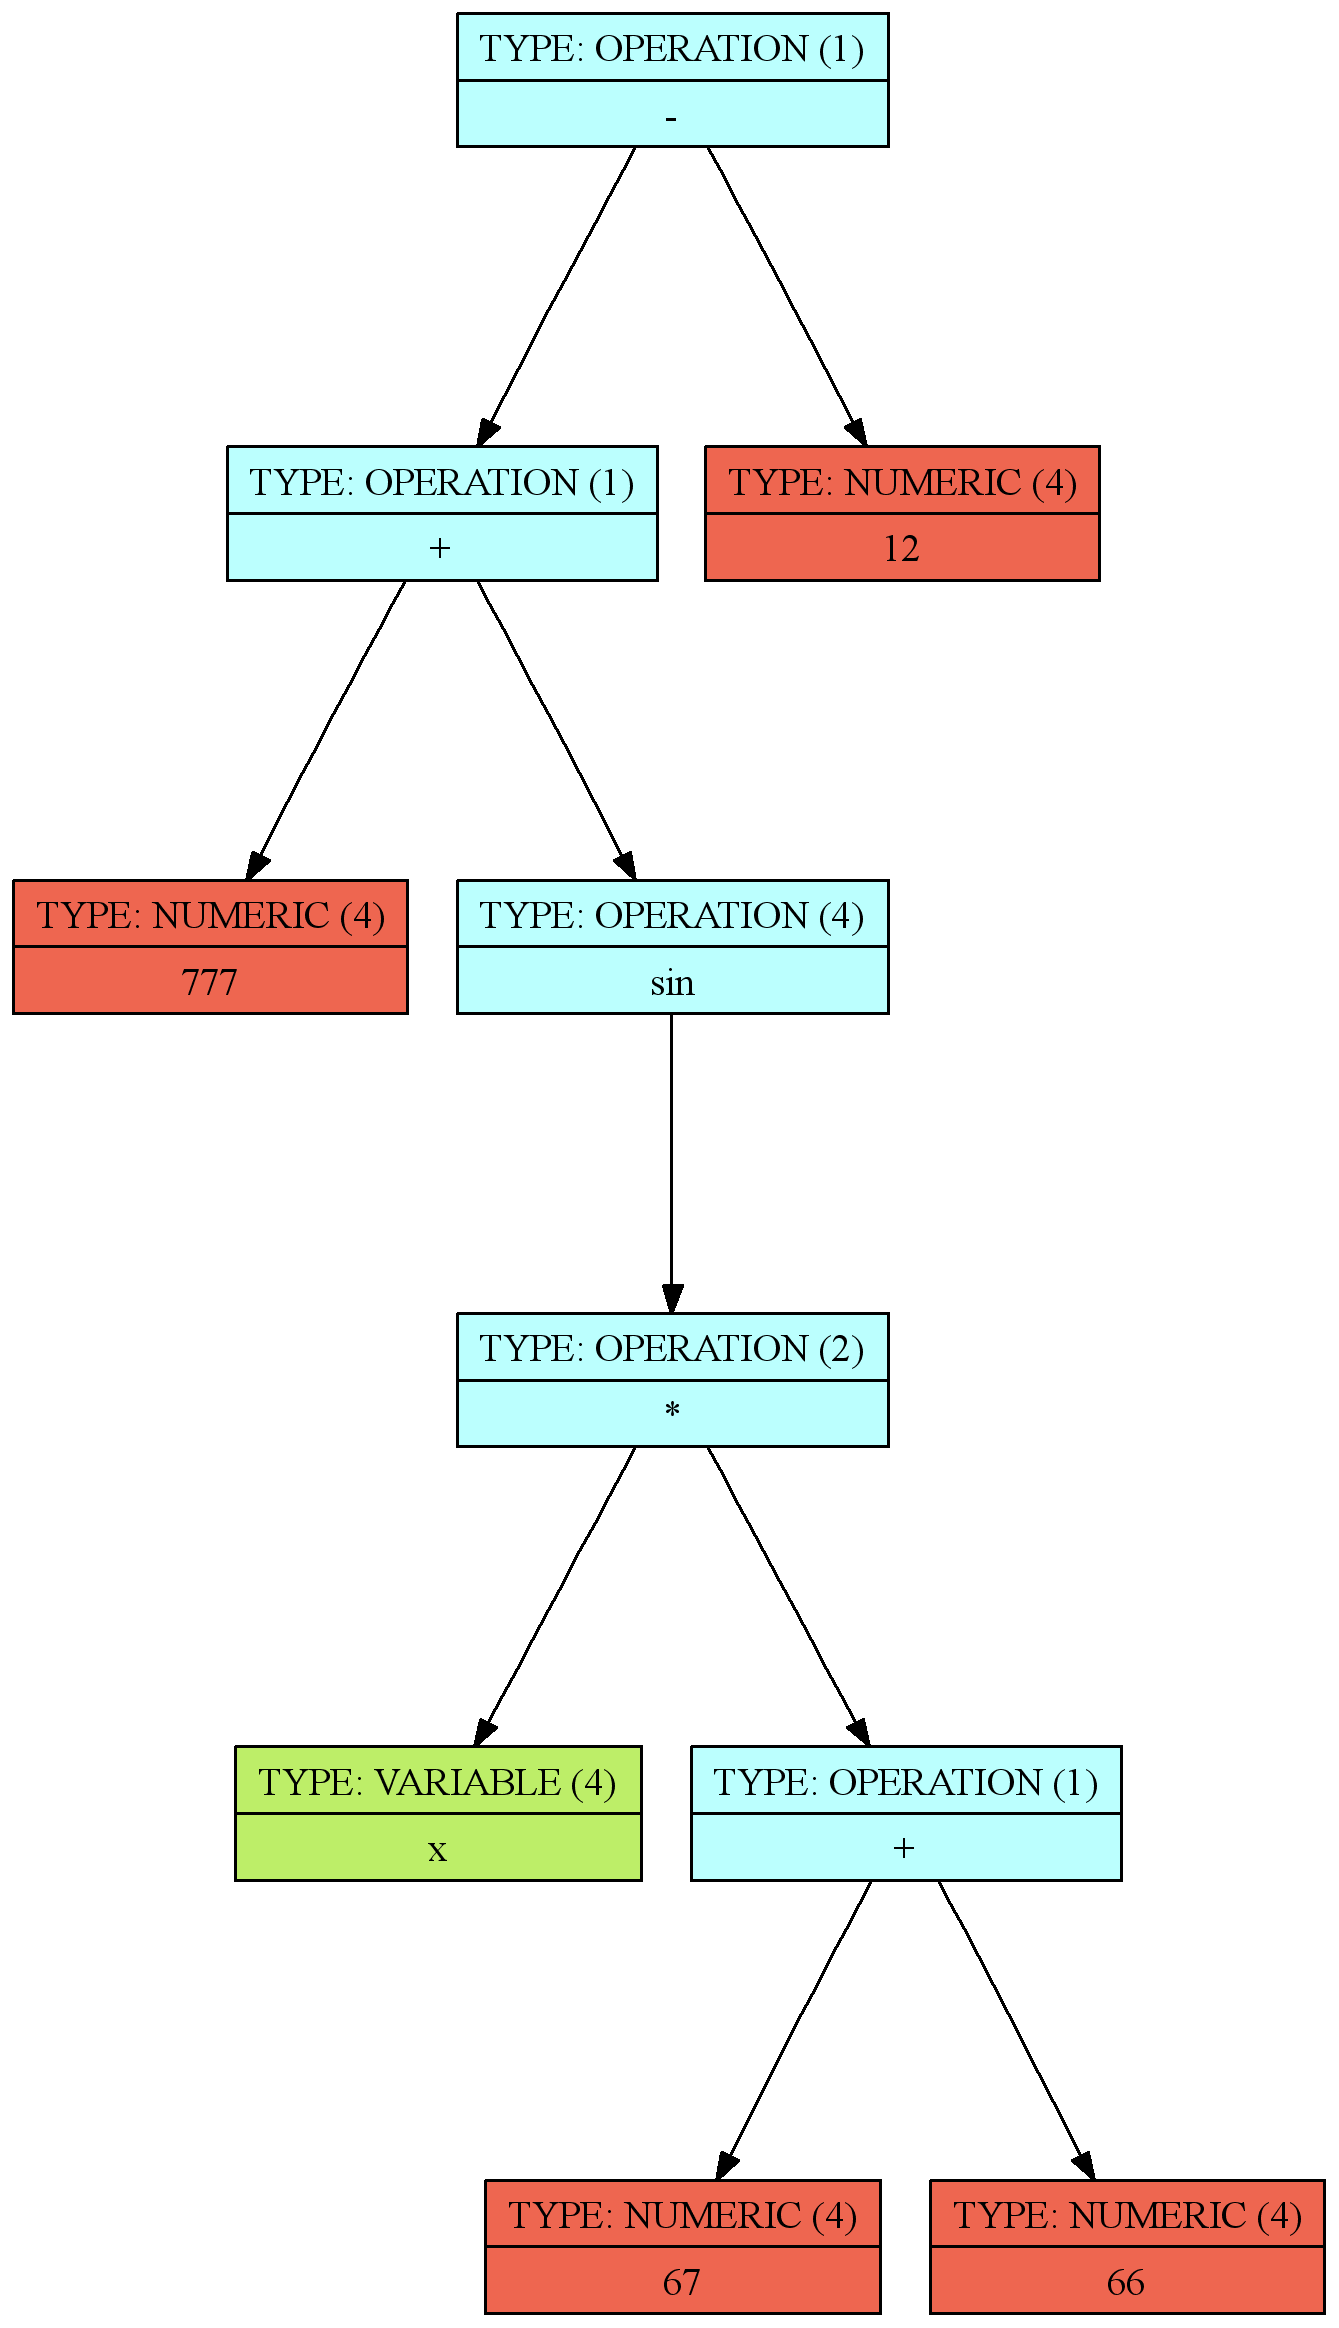 TYPE: OPERATION (1)
-
TYPE: OPERATION (1)
+
TYPE: NUMERIC (4)
12
TYPE: NUMERIC (4)
777
TYPE: OPERATION (4)
sin
TYPE: OPERATION (2)
*
TYPE: VARIABLE (4)
x
TYPE: OPERATION (1)
+
TYPE: NUMERIC (4)
67
TYPE: NUMERIC (4)
66